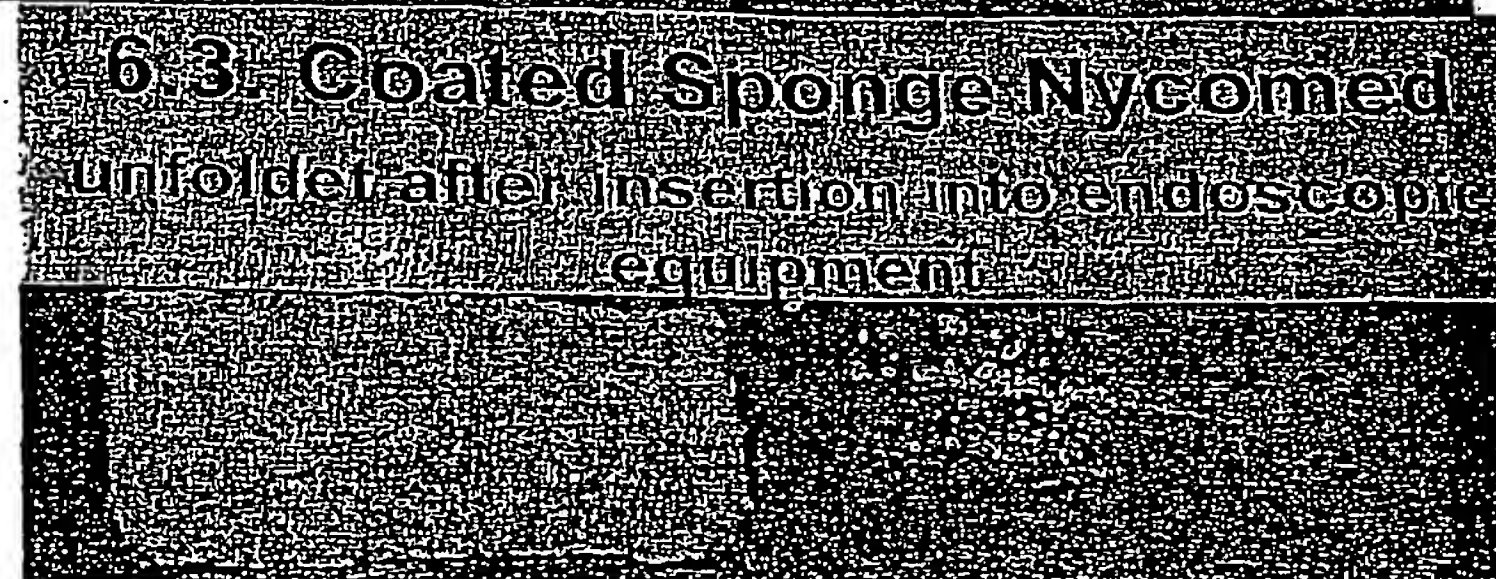 6.3. Coated Sponge Nycomed
unfoldet after insertion into endoscopic
equipment